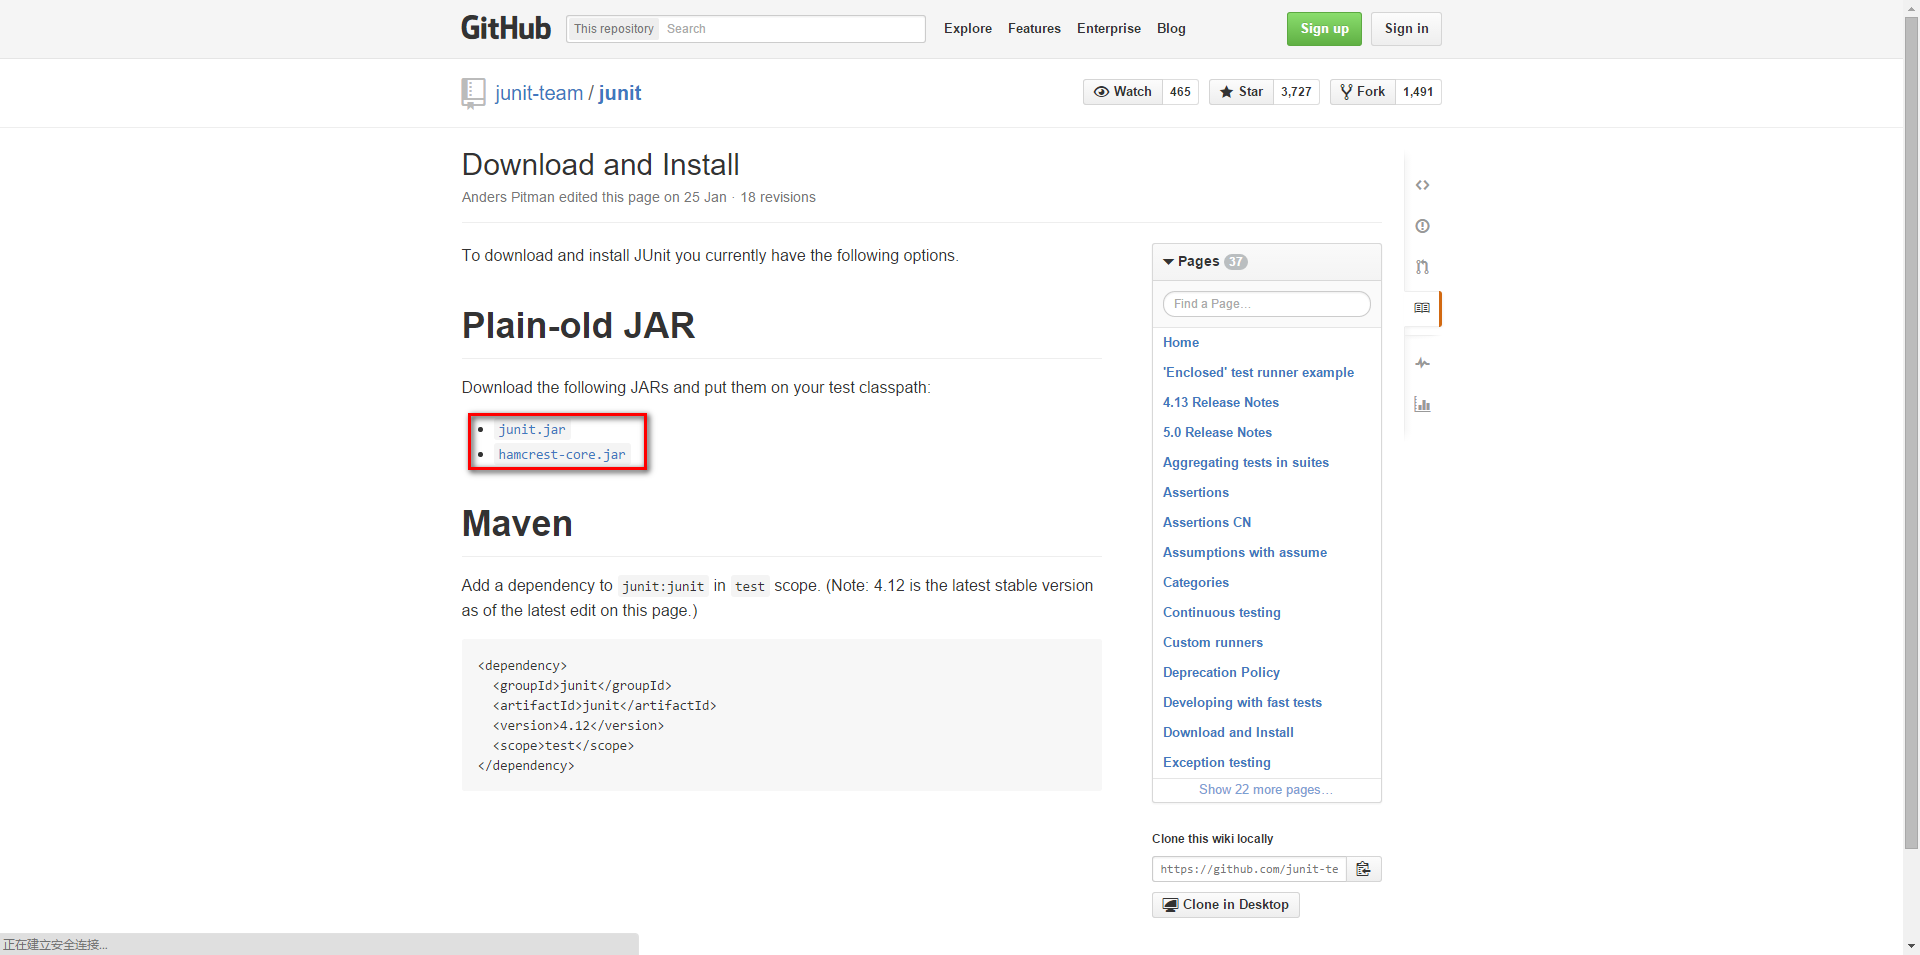 GitHub This repository Search Explore Features Enterprise Blog Sign up Sign in
junit-team / junit Watch 465 Star 3,727 Fork 1,491
Download and Install
Anders Pitman edited this page on 25 Jan · 18 revisions
To download and install JUnit you currently have the following options.
Plain-old JAR
Download the following JARs and put them on your test classpath:
junit.jar
hamcrest-core.jar
Maven
Add a dependency to junit:junit in test scope. (Note: 4.12 is the latest stable version
as of the latest edit on this page.)
<dependency>
<groupId>junit</groupId>
<artifactId>junit</artifactId>
<version>4.12</version>
<scope>test</scope>
</dependency>
Pages 37
Find a Page…
Home
'Enclosed' test runner example
4.13 Release Notes
5.0 Release Notes
Aggregating tests in suites
Assertions
Assertions CN
Assumptions with assume
Categories
Continuous testing
Custom runners
Deprecation Policy
Developing with fast tests
Download and Install
Exception testing
Show 22 more pages…
Clone this wiki locally
https://github.com/junit-te
Clone in Desktop
正在建立安全连接...